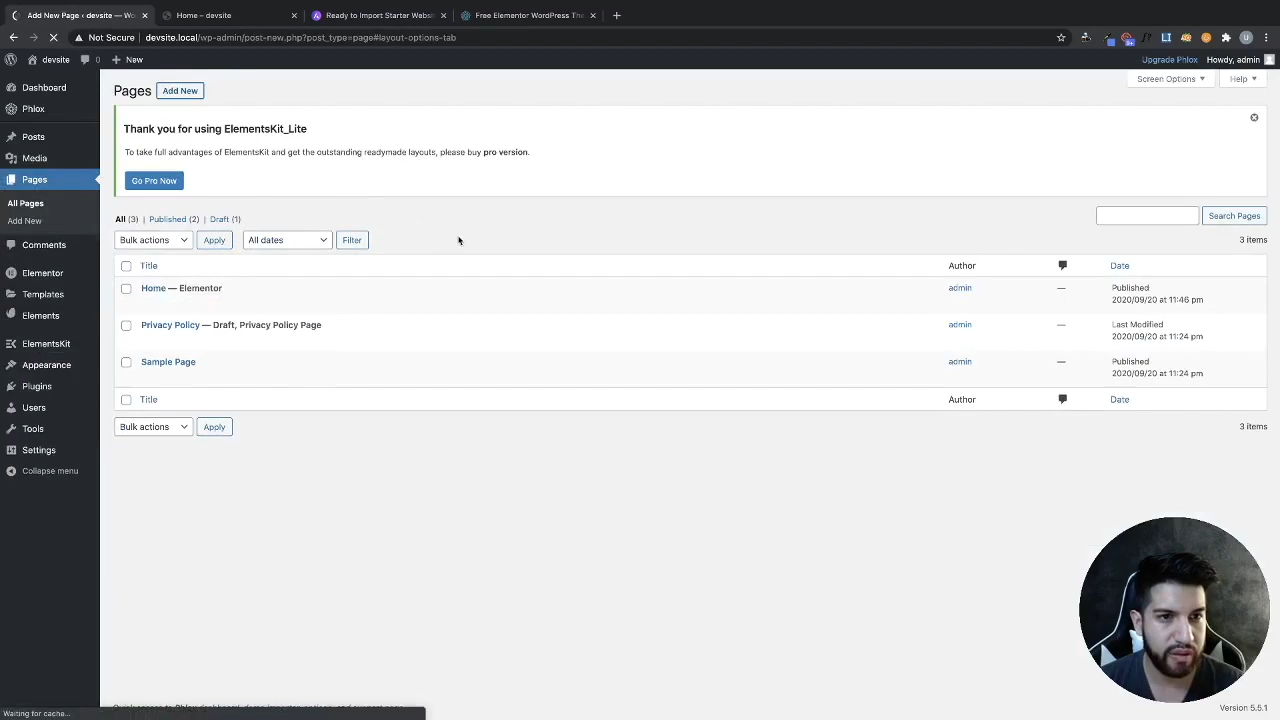 Add New Page ‹ devsite — Wo
Home – devsite
Ready to Import Starter Websit
Free Elementor WordPress The
Not Secure devsite.local/wp-admin/post-new.php?post_type=page#layout-options-tab
devsite
0
New
Upgrade Phlox
Howdy, admin
Dashboard
Phlox
Posts
Media
Pages
All Pages
Add New
Comments
Elementor
Templates
Elements
ElementsKit
Appearance
Plugins
Users
Tools
Settings
Collapse menu
Screen Options
Help
Pages Add New
Thank you for using ElementsKit_Lite
To take full advantages of ElementsKit and get the outstanding readymade layouts, please buy pro version.
Go Pro Now
All (3) | Published (2) | Draft (1)
Search Pages
Bulk actions Apply All dates Filter
3 items
Title Author Date
Home — Elementor admin — Published
2020/09/20 at 11:46 pm
Privacy Policy — Draft, Privacy Policy Page admin — Last Modified
2020/09/20 at 11:24 pm
Sample Page admin — Published
2020/09/20 at 11:24 pm
Title Author Date
Bulk actions Apply
3 items
Waiting for cache...
Version 5.5.1